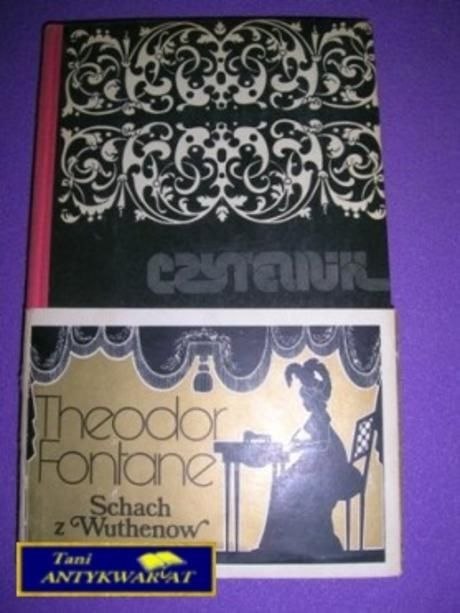 CZYTELNIK
Theodor
Fontane
Schach
z Wuthenow
Tani
ANTYKWARIAT